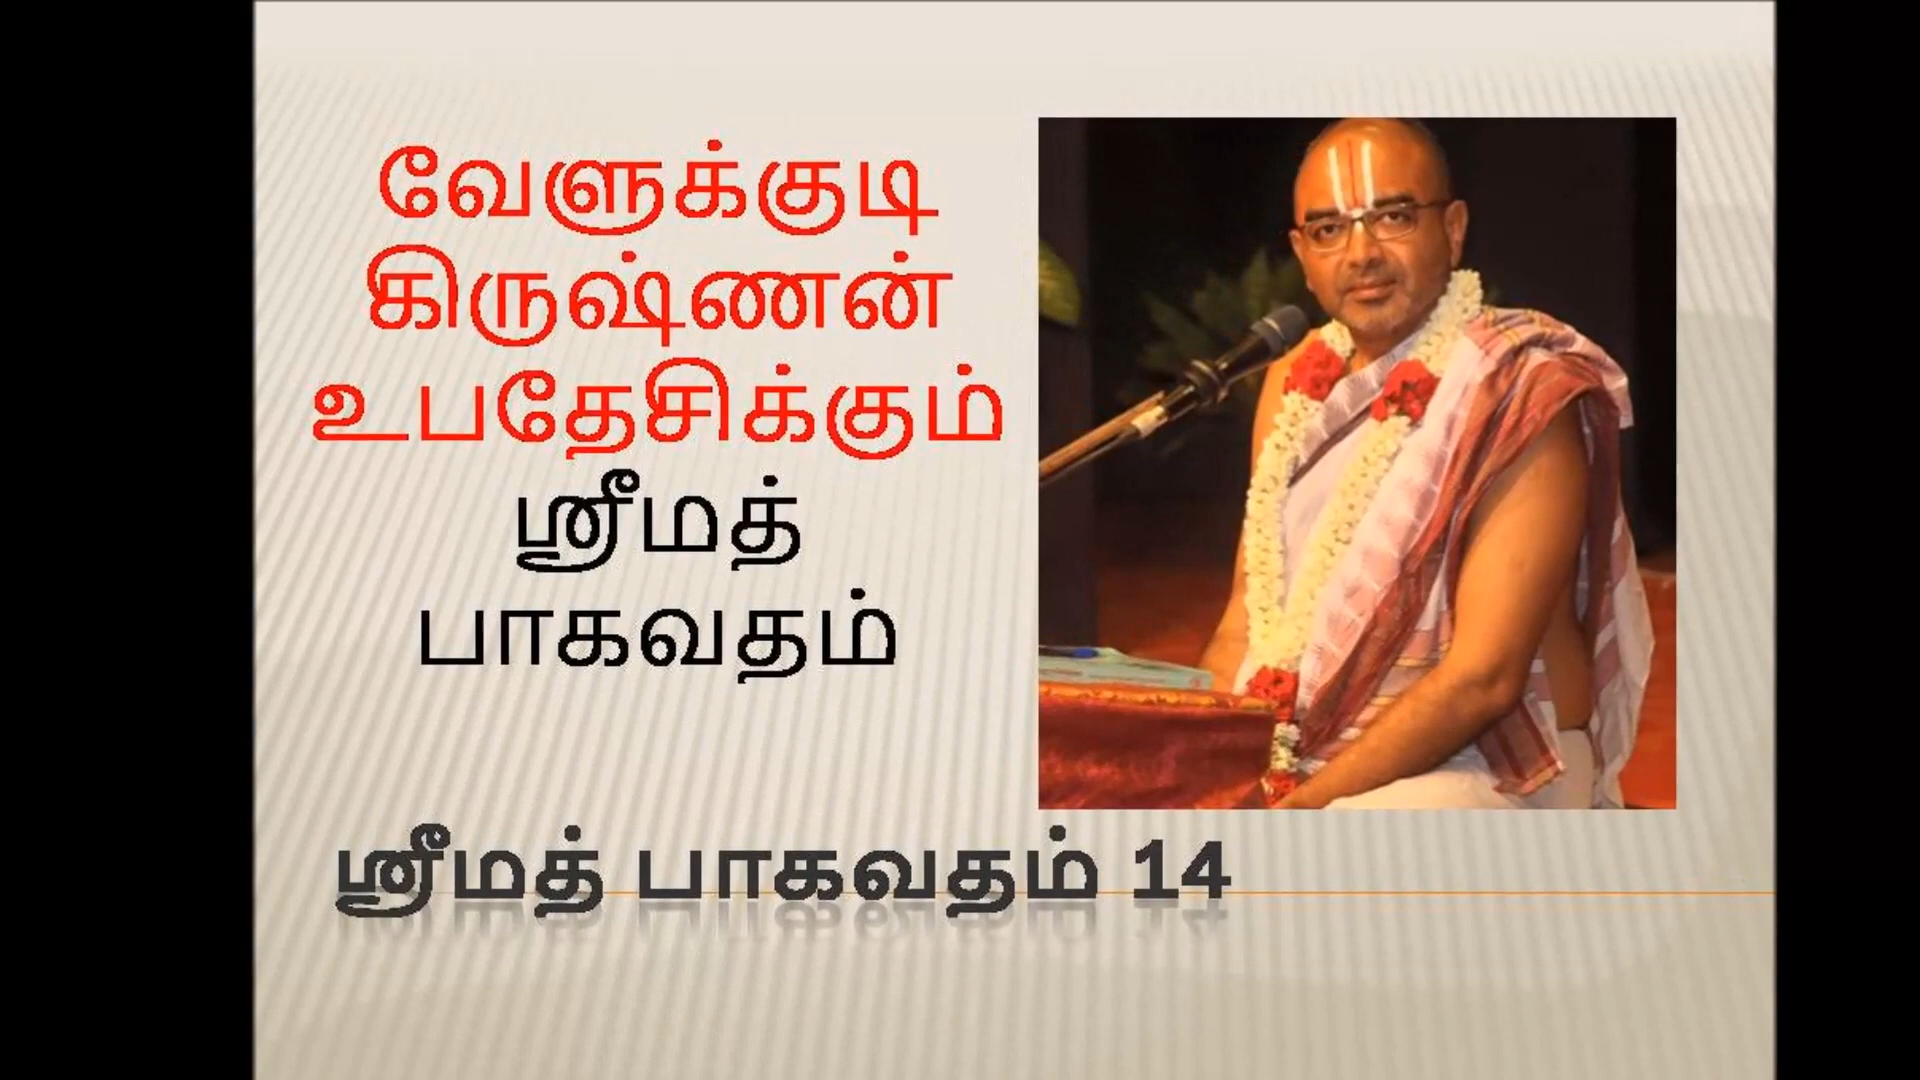 வேளுக்குடி
கிருஷ்ணன்
உபதேசிக்கும்
ஸ்ரீமத்
பாகவதம்
ஸ்ரீமத் பாகவதம் 14